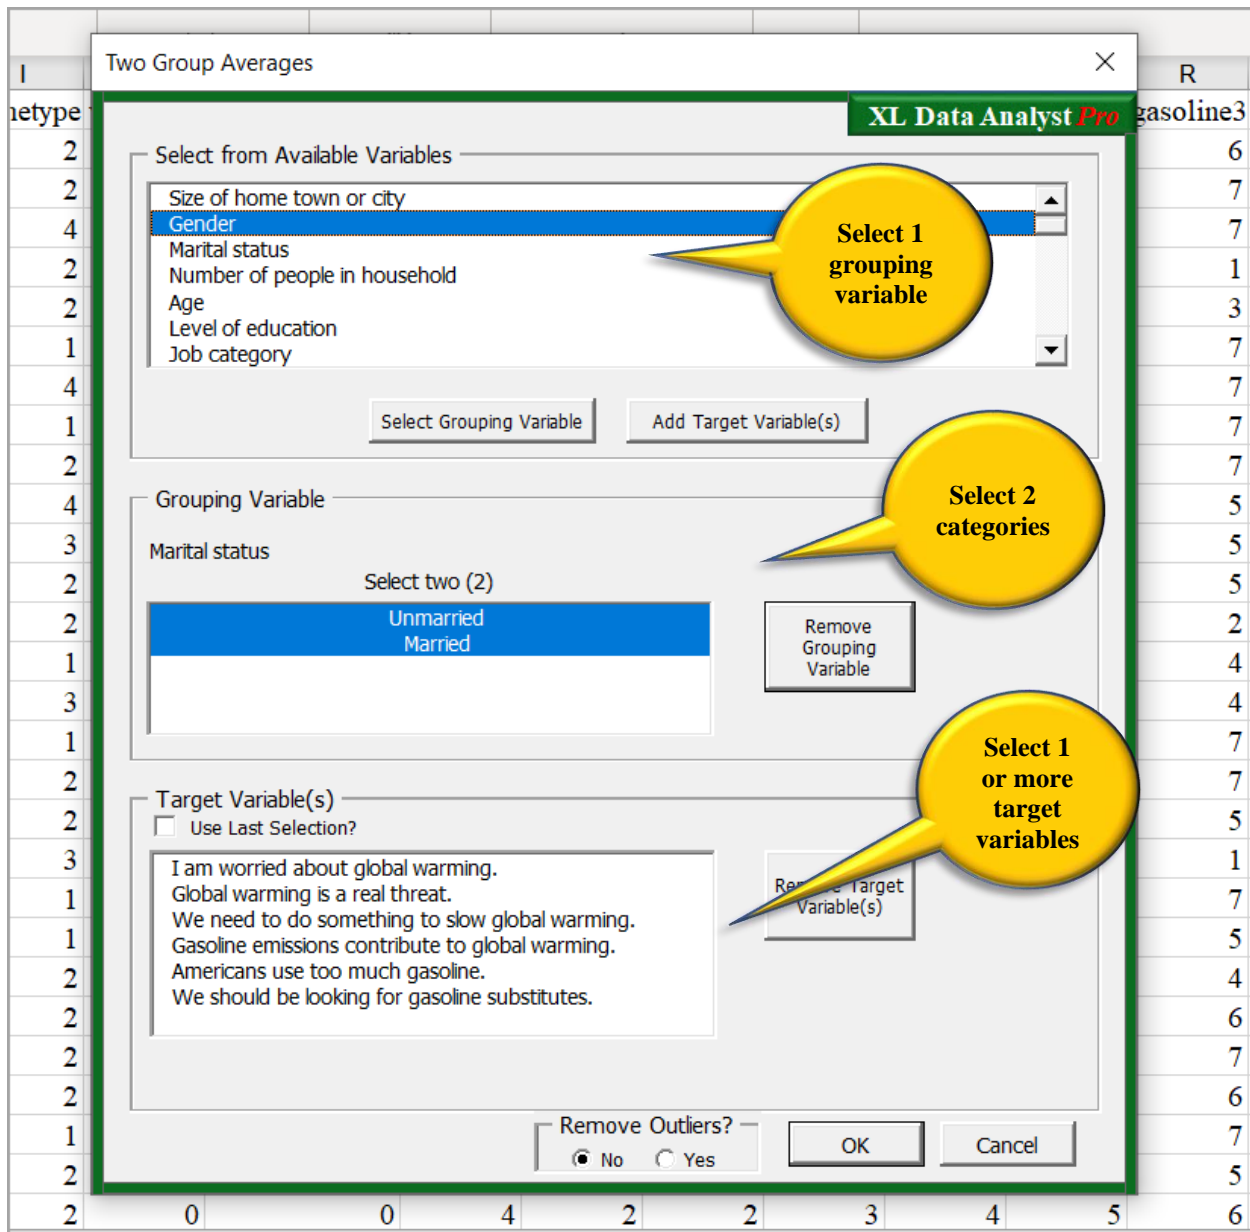 Two Group Averages
I
R
netype
gasoline3
XL Data Analyst Pro
Select from Available Variables
Size of home town or city
Gender
Marital status
Number of people in household
Age
Level of education
Job category
Select 1
grouping
variable
Select Grouping Variable
Add Target Variable(s)
Grouping Variable
Marital status
Select two (2)
Unmarried
Married
Select 2
categories
Remove
Grouping
Variable
Target Variable(s)
Use Last Selection?
I am worried about global warming.
Global warming is a real threat.
We need to do something to slow global warming.
Gasoline emissions contribute to global warming.
Americans use too much gasoline.
We should be looking for gasoline substitutes.
Select 1
or more
target
variables
Target
Variable(s)
Remove Outliers?
No Yes
OK
Cancel
2 6
2 7
4 7
2 1
2 3
1 7
4 7
1 7
2 7
4 5
3 5
2 5
2 2
1 4
3 4
1 7
2 7
2 5
3 1
1 7
1 5
2 4
2 6
2 7
2 6
1 7
2 5
2 0 0 4 2 2 3 4 5 6